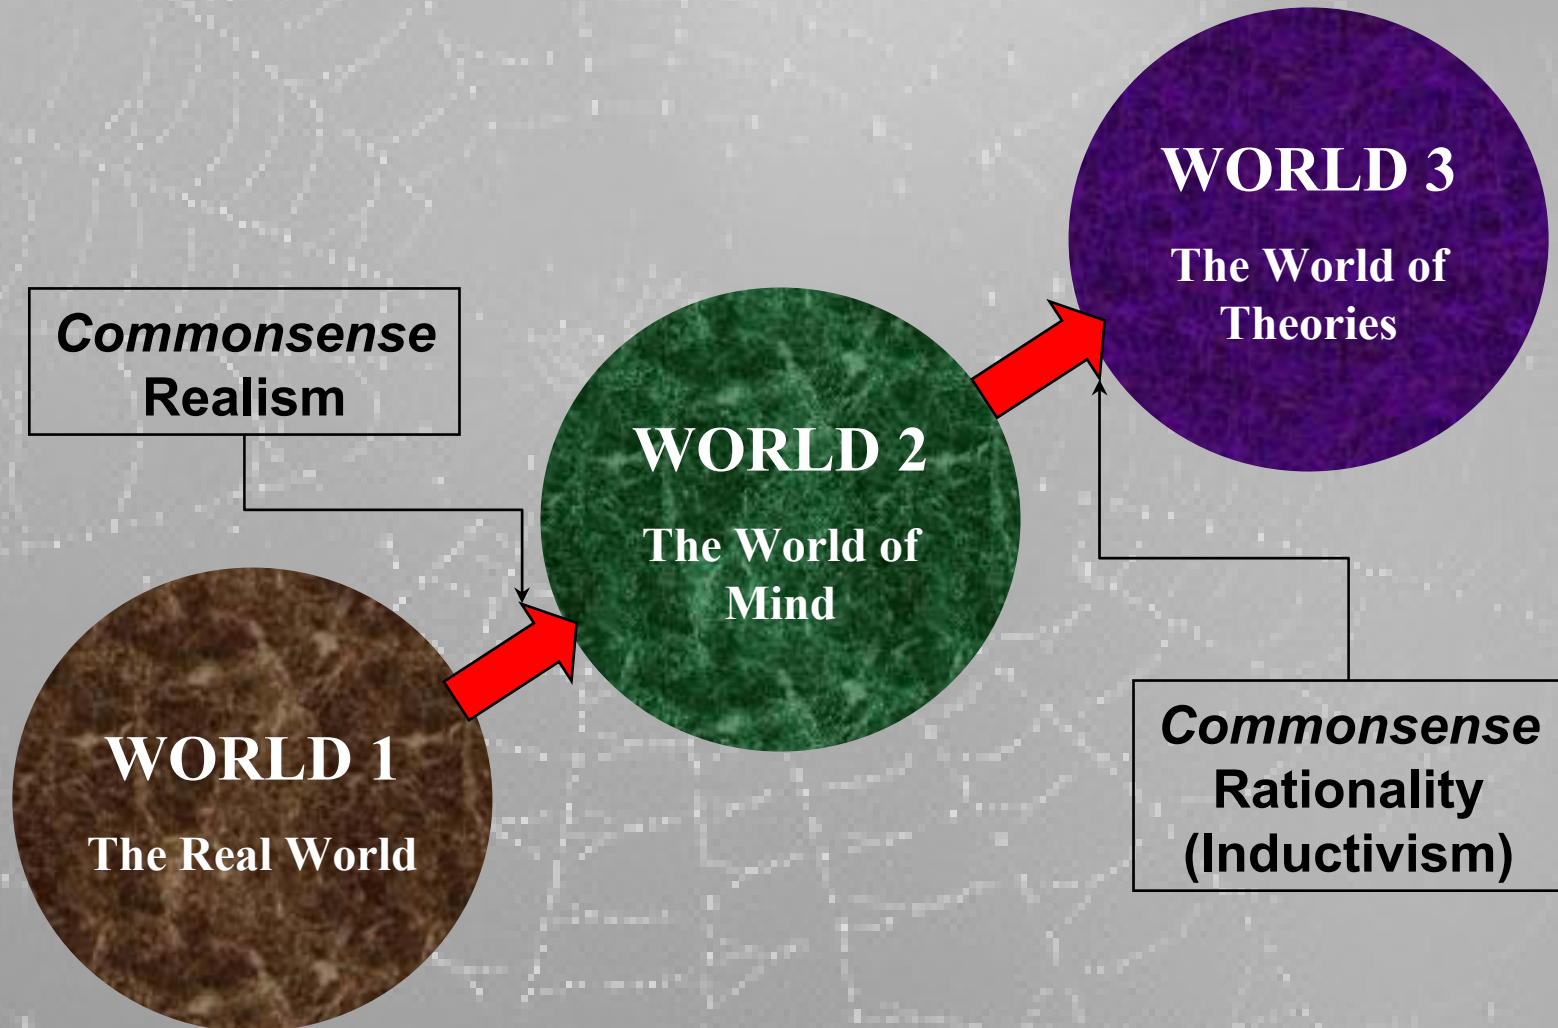 WORLD 3
The World of
Theories
Commonsense
Realism
WORLD 2
The World of
Mind
WORLD 1
The Real World
Commonsense
Rationality
(Inductivism)